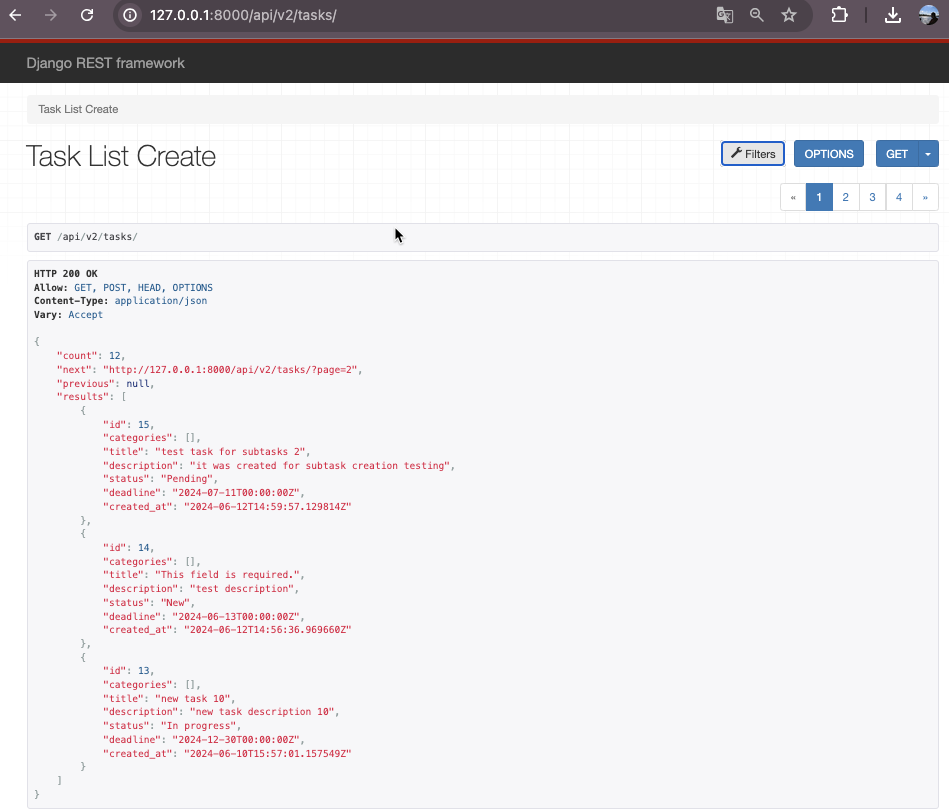 127.0.0.1:8000/api/v2/tasks/
Django REST framework
Task List Create
Task List Create
Filters
OPTIONS
GET
« 1 2 3 4 »
GET /api/v2/tasks/
HTTP 200 OK
Allow: GET, POST, HEAD, OPTIONS
Content-Type: application/json
Vary: Accept
{
    "count": 12,
    "next": "http://127.0.0.1:8000/api/v2/tasks/?page=2",
    "previous": null,
    "results": [
        {
            "id": 15,
            "categories": [],
            "title": "test task for subtasks 2",
            "description": "it was created for subtask creation testing",
            "status": "Pending",
            "deadline": "2024-07-11T00:00:00Z",
            "created_at": "2024-06-12T14:59:57.129814Z"
        },
        {
            "id": 14,
            "categories": [],
            "title": "This field is required.",
            "description": "test description",
            "status": "New",
            "deadline": "2024-06-13T00:00:00Z",
            "created_at": "2024-06-12T14:56:36.969660Z"
        },
        {
            "id": 13,
            "categories": [],
            "title": "new task 10",
            "description": "new task description 10",
            "status": "In progress",
            "deadline": "2024-12-30T00:00:00Z",
            "created_at": "2024-06-10T15:57:01.157549Z"
        }
    ]
}